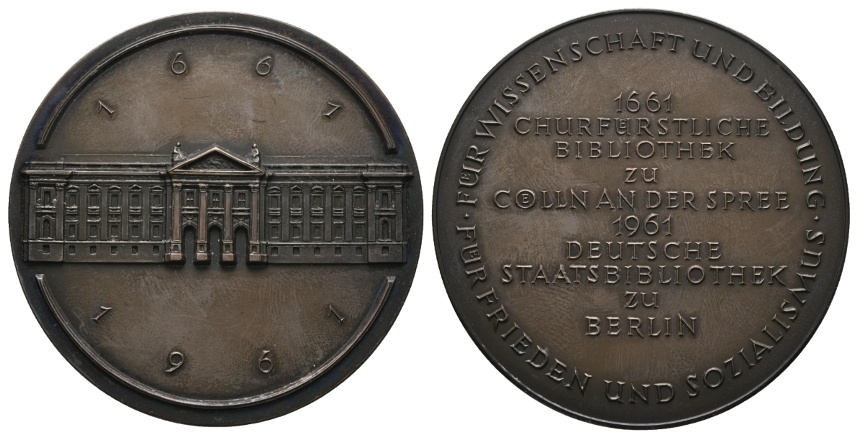 1 6 6 1
1 9 6 1
· FÜR WISSENSCHAFT UND BILDUNG · FÜR FRIEDEN UND SOZIALISMUS
1661
CHURFÜRSTLICHE
BIBLIOTHEK
ZU
CÖLLN AN DER SPREE
1961
DEUTSCHE
STAATSBIBLIOTHEK
ZU
BERLIN